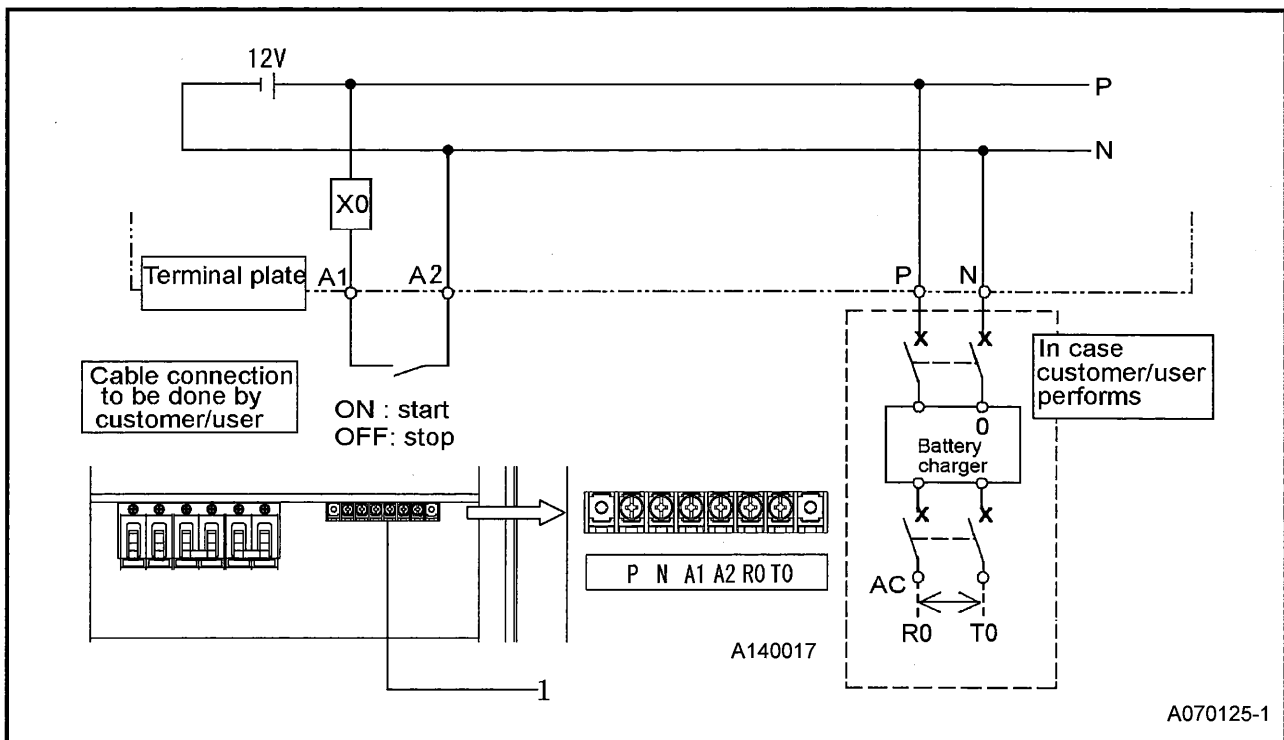 12V
P
N
X0
Terminal plate
A1
A2
P
N
Cable connection
to be done by
customer/user
ON : start
OFF: stop
In case
customer/user
performs
0
Battery
charger
P N A1 A2 R0 T0
AC
R0
T0
A140017
1
A070125-1